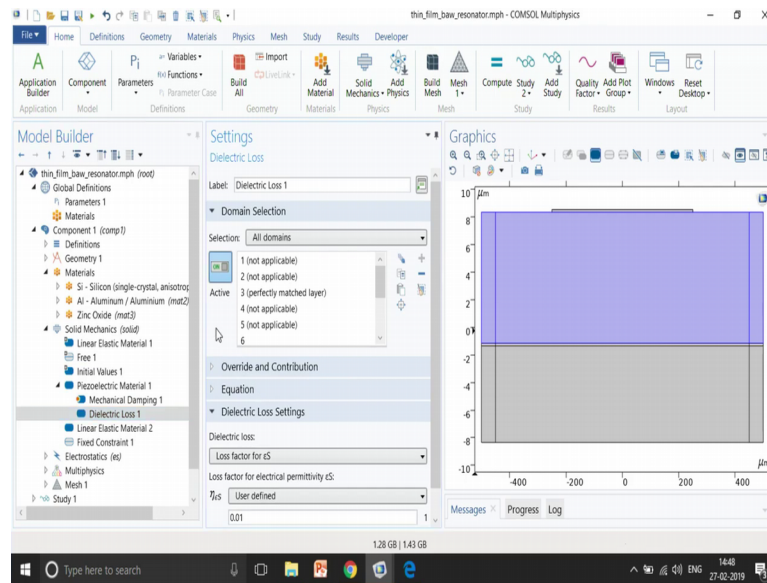 thin_film_baw_resonator.mph - COMSOL Multiphysics
File Home Definitions Geometry Materials Physics Mesh Study Results Developer
Application Builder
Component
Pi
Parameters
a= Variables
f(x) Functions
Pi Parameter Case
Build All
Import
LiveLink
Add Material
Solid Mechanics
Add Physics
Build Mesh
Mesh 1
Compute
Study 2
Add Study
Quality Factor
Add Plot Group
Windows
Reset Desktop
Application Model Definitions Geometry Materials Physics Mesh Study Results Layout
Model Builder
thin_film_baw_resonator.mph (root)
Global Definitions
Pi Parameters 1
Materials
Component 1 (comp1)
Definitions
Geometry 1
Materials
Si - Silicon (single-crystal, anisotrop
Al - Aluminum / Aluminium (mat2)
Zinc Oxide (mat3)
Solid Mechanics (solid)
Linear Elastic Material 1
Free 1
Initial Values 1
Piezoelectric Material 1
Mechanical Damping 1
Dielectric Loss 1
Linear Elastic Material 2
Fixed Constraint 1
Electrostatics (es)
Multiphysics
Mesh 1
Study 1
Settings
Dielectric Loss
Label: Dielectric Loss 1
Domain Selection
Selection: All domains
Active
1 (not applicable)
2 (not applicable)
3 (perfectly matched layer)
4 (not applicable)
5 (not applicable)
6
Override and Contribution
Equation
Dielectric Loss Settings
Dielectric loss:
Loss factor for εS
Loss factor for electrical permittivity εS:
ηεS User defined
0.01 1
Graphics
10 μm
8
6
4
2
0
-2
-4
-6
-8
-10
-400 -200 0 200 400
μm
Messages Progress Log
1.28 GB | 1.43 GB
Type here to search
ENG
14:48
27-02-2019